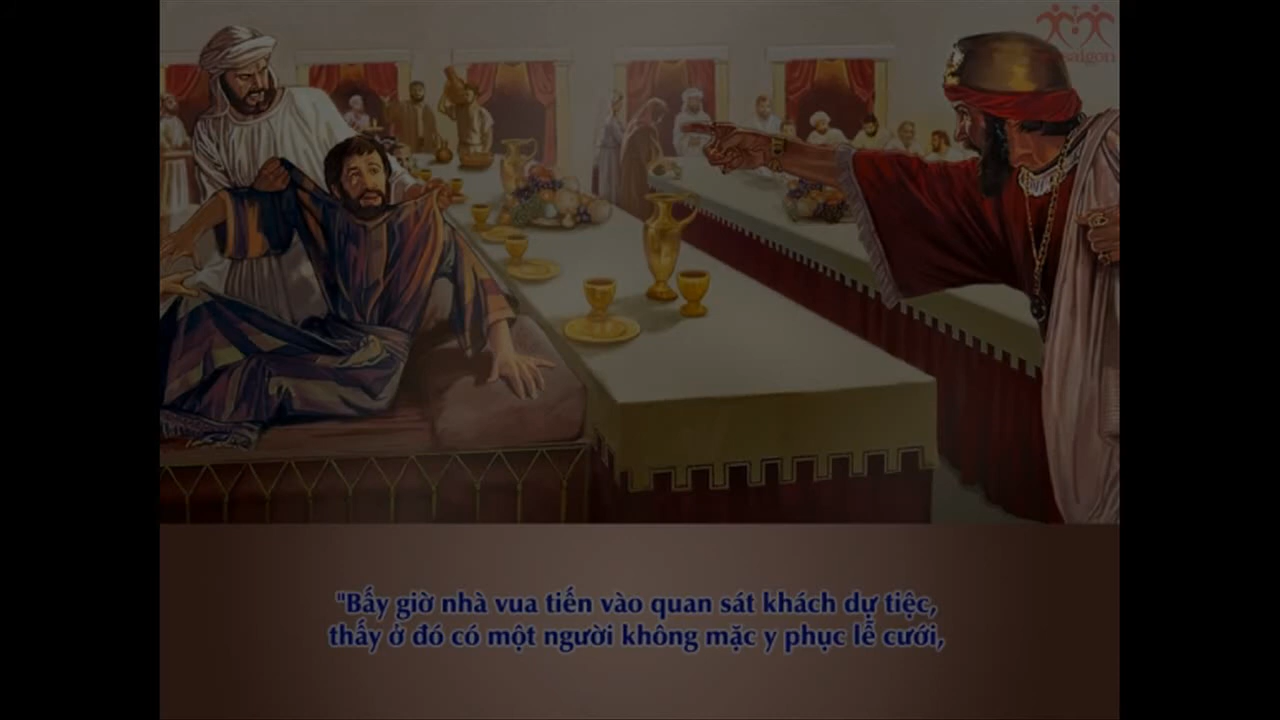 saigon
"Bấy giờ nhà vua tiến vào quan sát khách dự tiệc,
thấy ở đó có một người không mặc y phục lễ cưới,